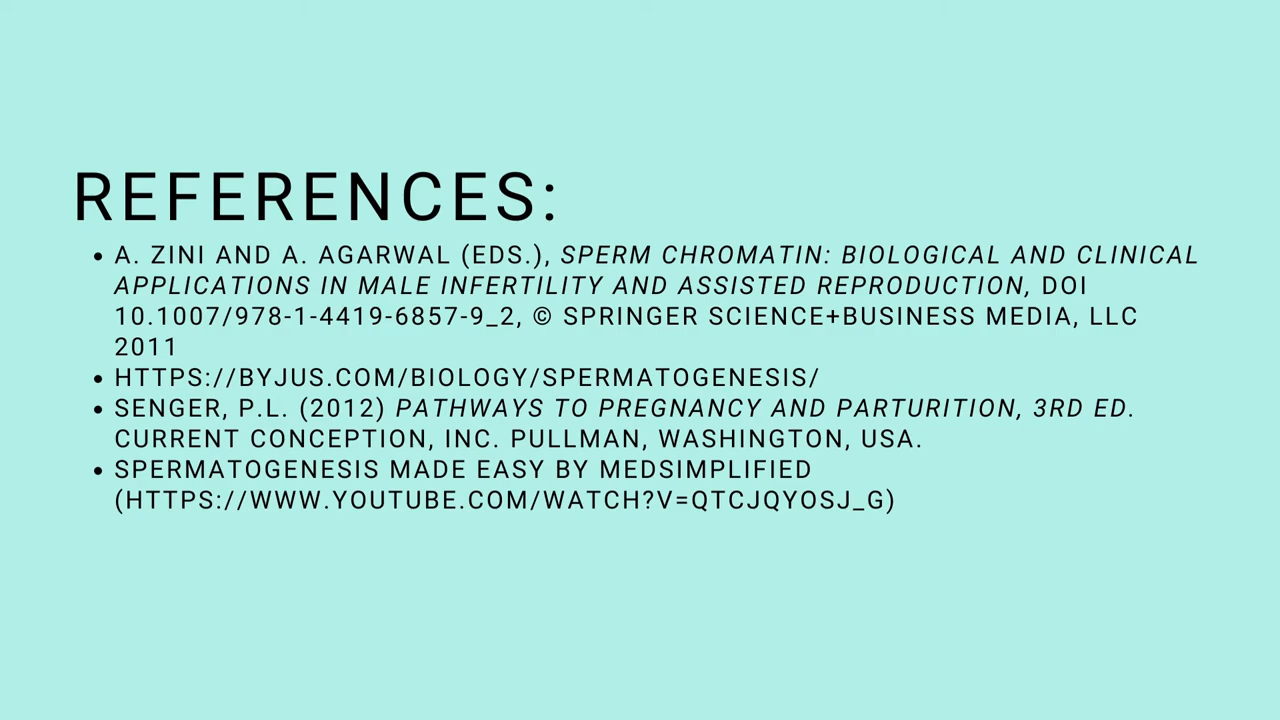 REFERENCES:
• A. ZINI AND A. AGARWAL (EDS.), SPERM CHROMATIN: BIOLOGICAL AND CLINICAL
APPLICATIONS IN MALE INFERTILITY AND ASSISTED REPRODUCTION, DOI
10.1007/978-1-4419-6857-9_2, © SPRINGER SCIENCE+BUSINESS MEDIA, LLC
2011
• HTTPS://BYJUS.COM/BIOLOGY/SPERMATOGENESIS/
• SENGER, P.L. (2012) PATHWAYS TO PREGNANCY AND PARTURITION, 3RD ED.
CURRENT CONCEPTION, INC. PULLMAN, WASHINGTON, USA.
• SPERMATOGENESIS MADE EASY BY MEDSIMPLIFIED
(HTTPS://WWW.YOUTUBE.COM/WATCH?V=QTCJQYOSJ_G)